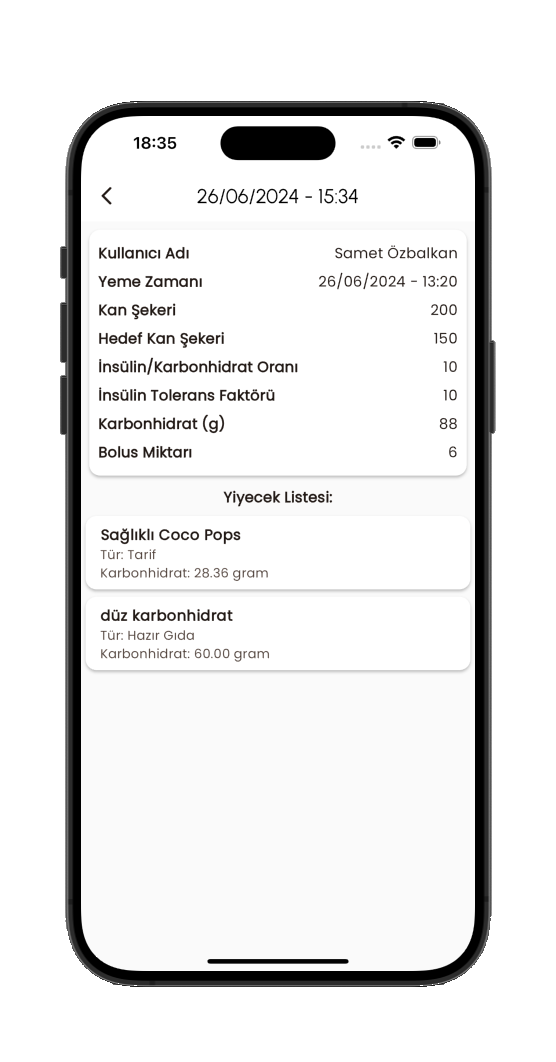 18:35
26/06/2024 - 15:34
Kullanıcı Adı Samet Özbalkan
Yeme Zamanı 26/06/2024 - 13:20
Kan Şekeri 200
Hedef Kan Şekeri 150
İnsülin/Karbonhidrat Oranı 10
İnsülin Tolerans Faktörü 10
Karbonhidrat (g) 88
Bolus Miktarı 6
Yiyecek Listesi:
Sağlıklı Coco Pops
Tür: Tarif
Karbonhidrat: 28.36 gram
düz karbonhidrat
Tür: Hazır Gıda
Karbonhidrat: 60.00 gram